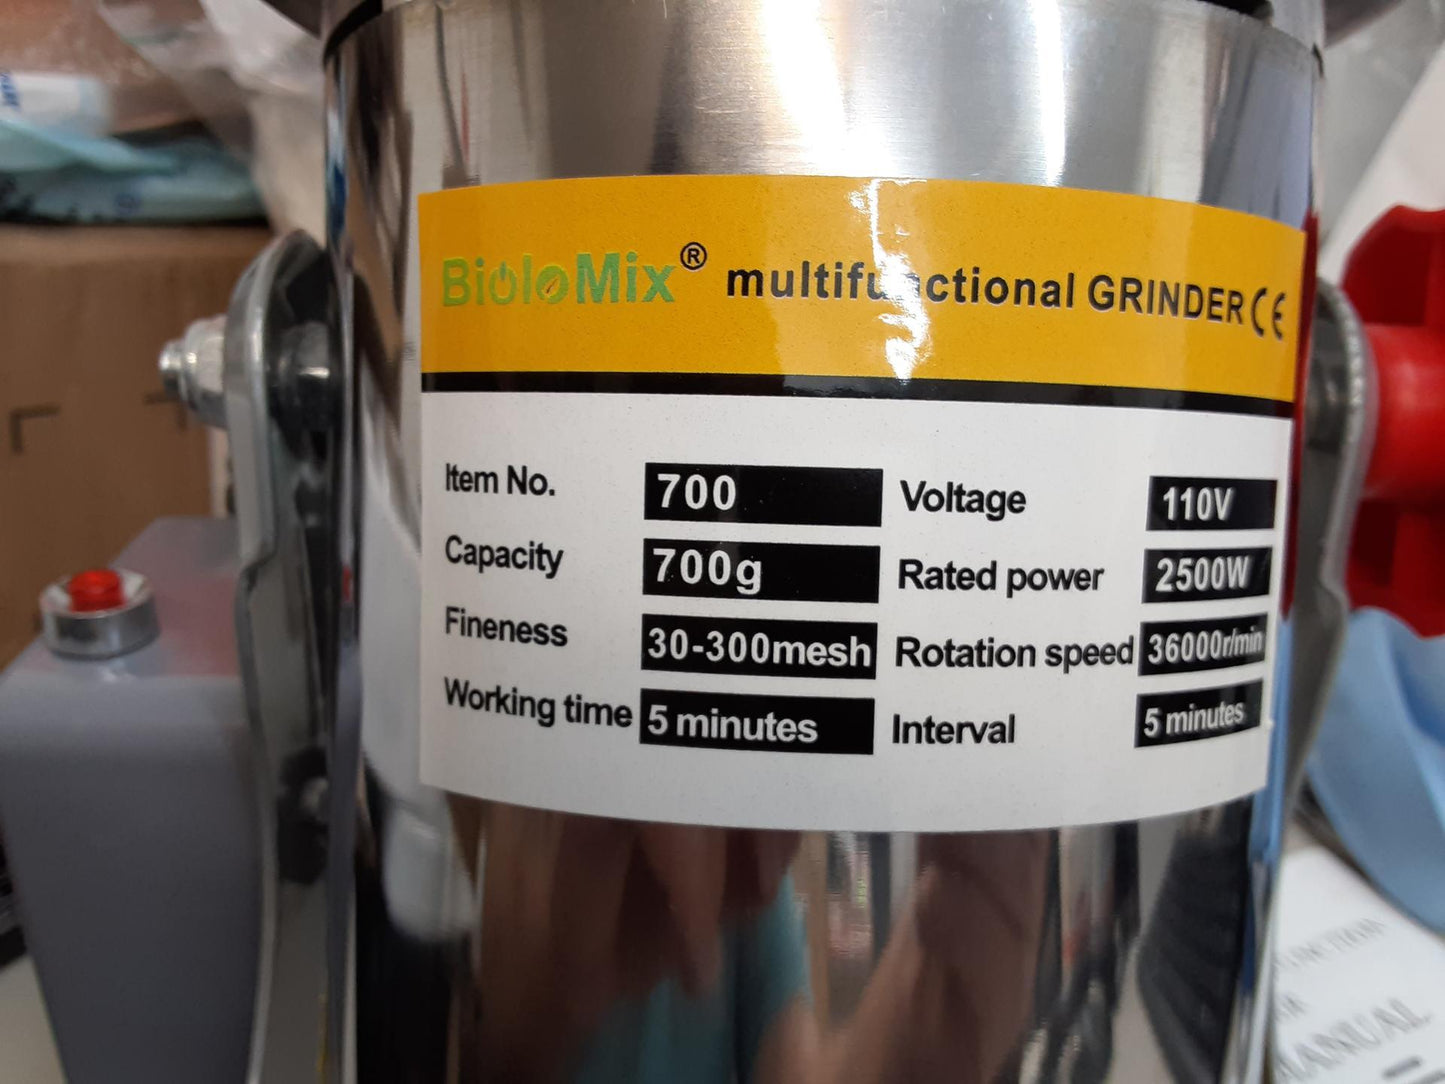 BioloMix® multifunctional GRINDER CE
Item No. 700 Voltage 110V
Capacity 700g Rated power 2500W
Fineness 30-300mesh Rotation speed 36000r/min
Working time 5 minutes Interval 5 minutes
MANUAL